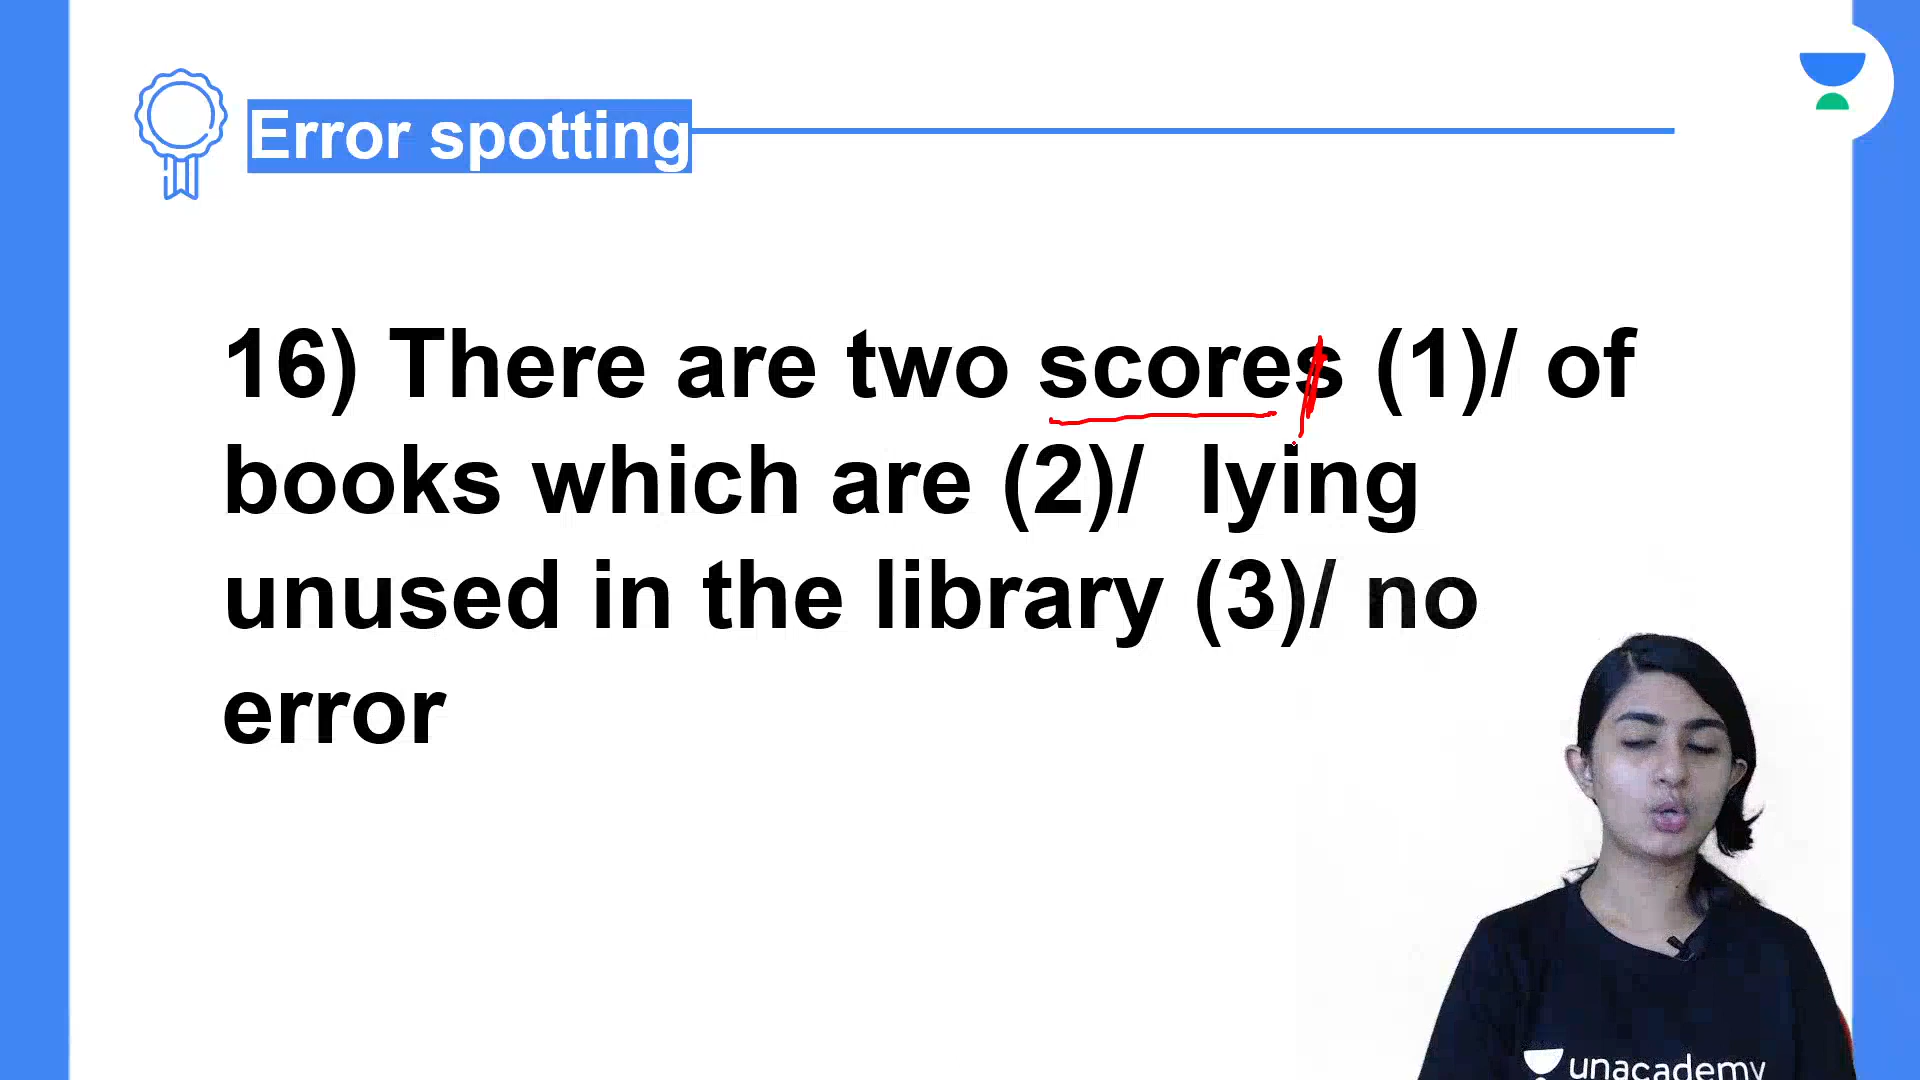 Error spotting
16) There are two scores (1)/ of
books which are (2)/ lying
unused in the library (3)/ no
error
unacademy